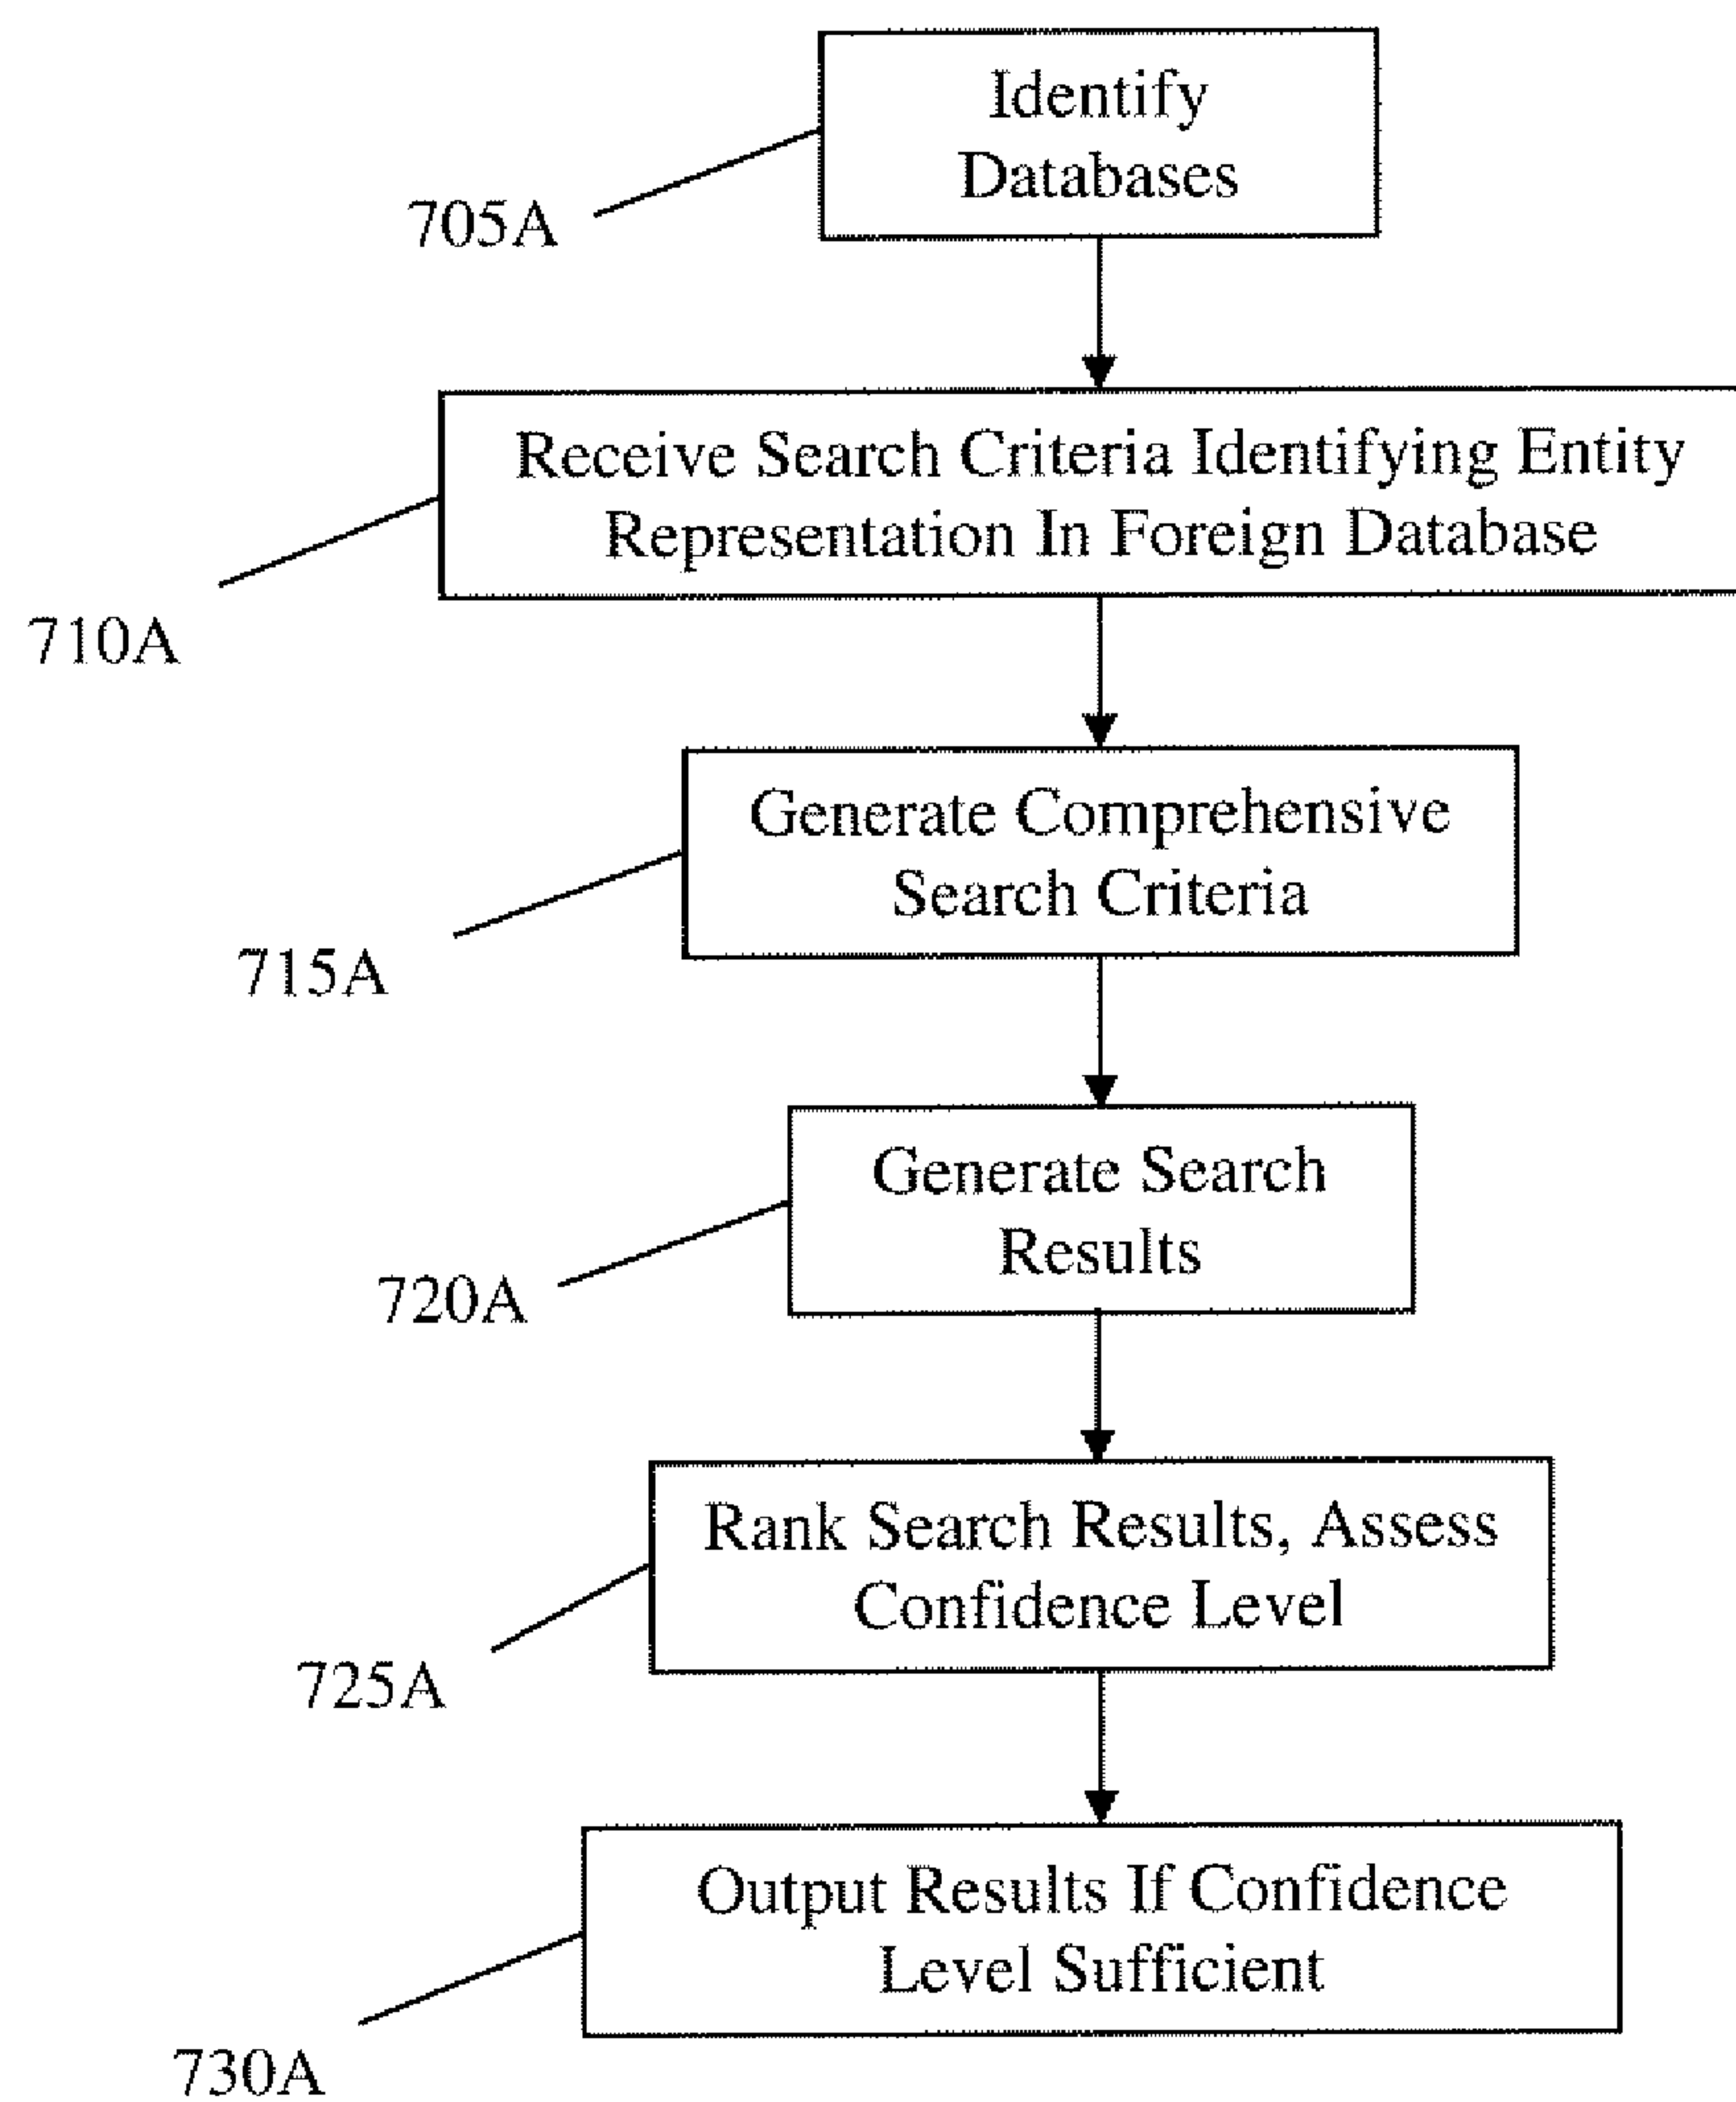 Identify
Databases
705A
Receive Search Criteria Identifying Entity
Representation In Foreign Database
710A
Generate Comprehensive
Search Criteria
715A
Generate Search
Results
720A
Rank Search Results, Assess
Confidence Level
725A
Output Results If Confidence
Level Sufficient
730A